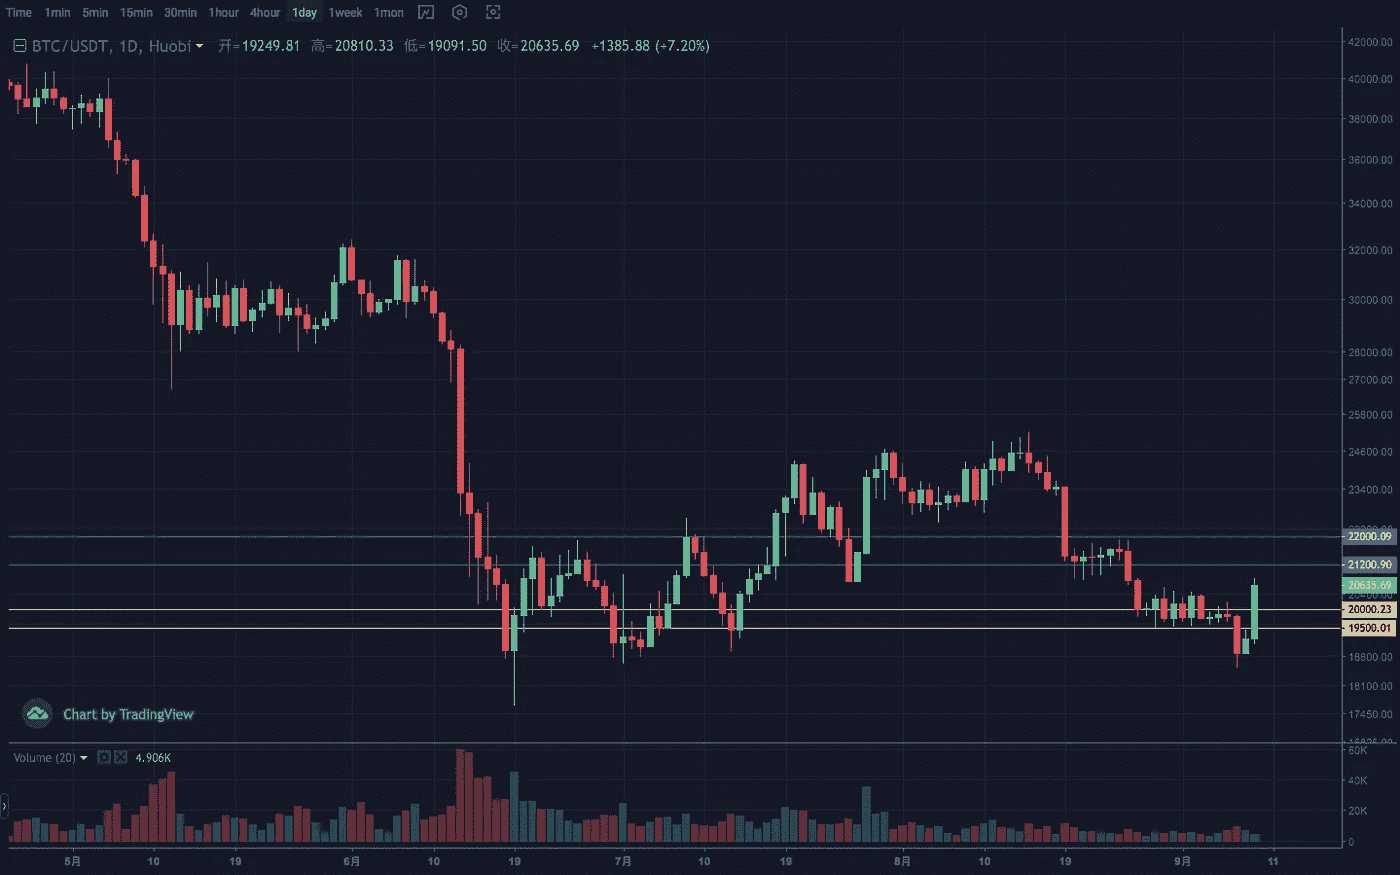 Time 1min 5min 15min 30min 1hour 4hour 1day 1week 1mon
BTC/USDT, 1D, Huobi 开=19249.81 高=20810.33 低=19091.50 收=20635.69 +1385.88 (+7.20%)
42000.00
40000.00
38000.00
36000.00
34000.00
32000.00
30000.00
28000.00
27000.00
25800.00
24600.00
23400.00
22000.09
21200.90
20635.69
20400.00
20000.23
19500.01
18800.00
18100.00
17450.00
Chart by TradingView
Volume (20) 4.906K
60K
40K
20K
0
5月 10 19 6月 10 19 7月 10 19 8月 10 19 9月 11